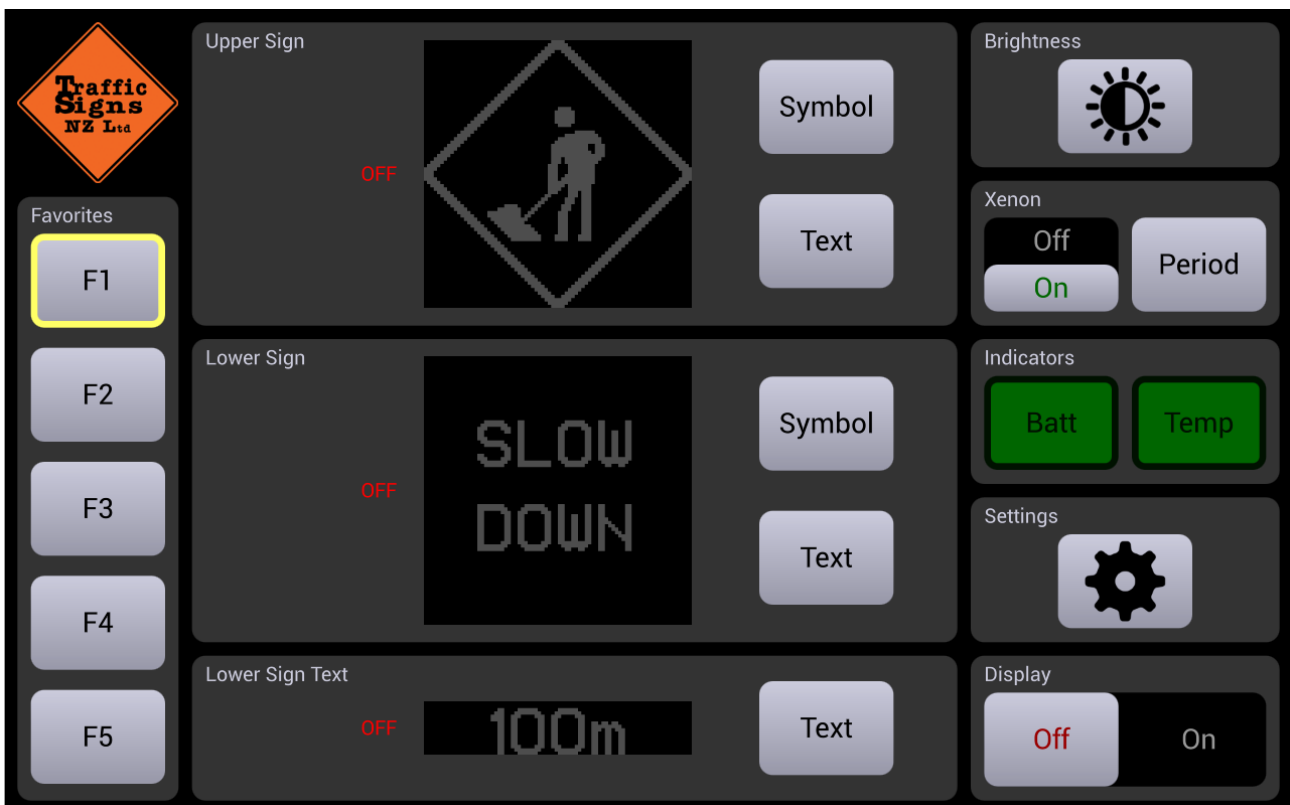 Traffic
Signs
NZ Ltd
Favorites
F1
F2
F3
F4
F5
Upper Sign
OFF
Symbol
Text
Lower Sign
OFF
SLOW
DOWN
Symbol
Text
Lower Sign Text
OFF
100m
Text
Brightness
Xenon
Off
On
Period
Indicators
Batt
Temp
Settings
Display
Off
On